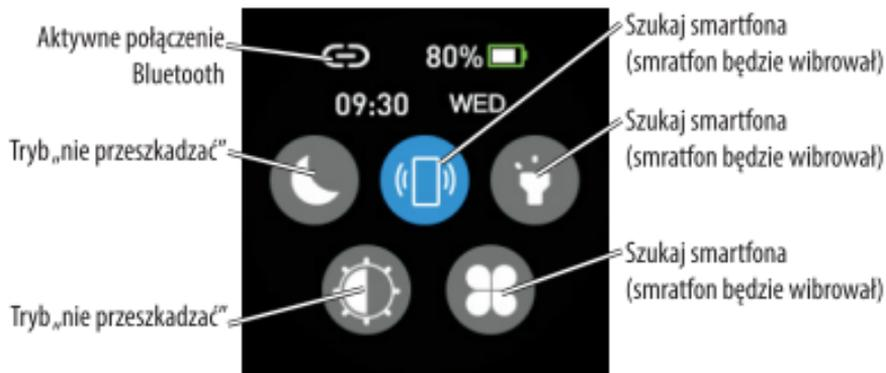 Aktywne połączenie
Bluetooth
80%
Szukaj smartfona
(smratfon będzie wibrował)
09:30 WED
Tryb „nie przeszkadzać”
Szukaj smartfona
(smratfon będzie wibrował)
Tryb „nie przeszkadzać”
Szukaj smartfona
(smratfon będzie wibrował)